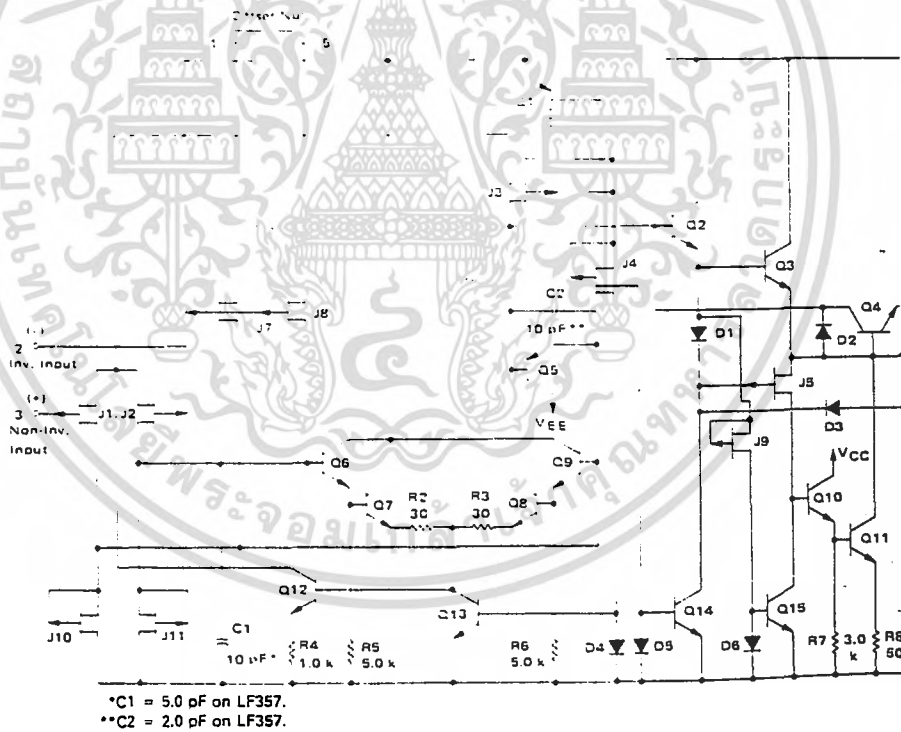 1
5
J3
Q2
J4
Q3
C2
10 pF**
Q4
J7
J8
D1
D2
(-)
2
Inv. Input
Q5
J5
(+)
3
J1, J2
Non-Inv.
Input
VEE
D3
J9
VCC
Q6
Q9
Q7
R2
30
R3
30
Q8
Q10
Q11
Q12
Q13
Q14
Q15
J10
J11
C1
10 pF*
R4
1.0 k
R5
5.0 k
R6
5.0 k
D4
D5
D6
R7
3.0
k
R8
*C1 = 5.0 pF on LF357.
**C2 = 2.0 pF on LF357.